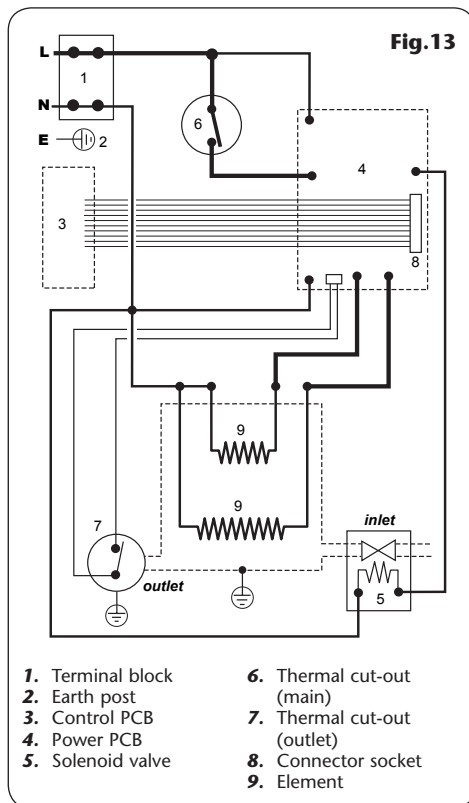 Fig.13
L
1
N
6
E
2
4
3
8
9
9
7
inlet
outlet
5
1. Terminal block
2. Earth post
3. Control PCB
4. Power PCB
5. Solenoid valve
6. Thermal cut-out
(main)
7. Thermal cut-out
(outlet)
8. Connector socket
9. Element